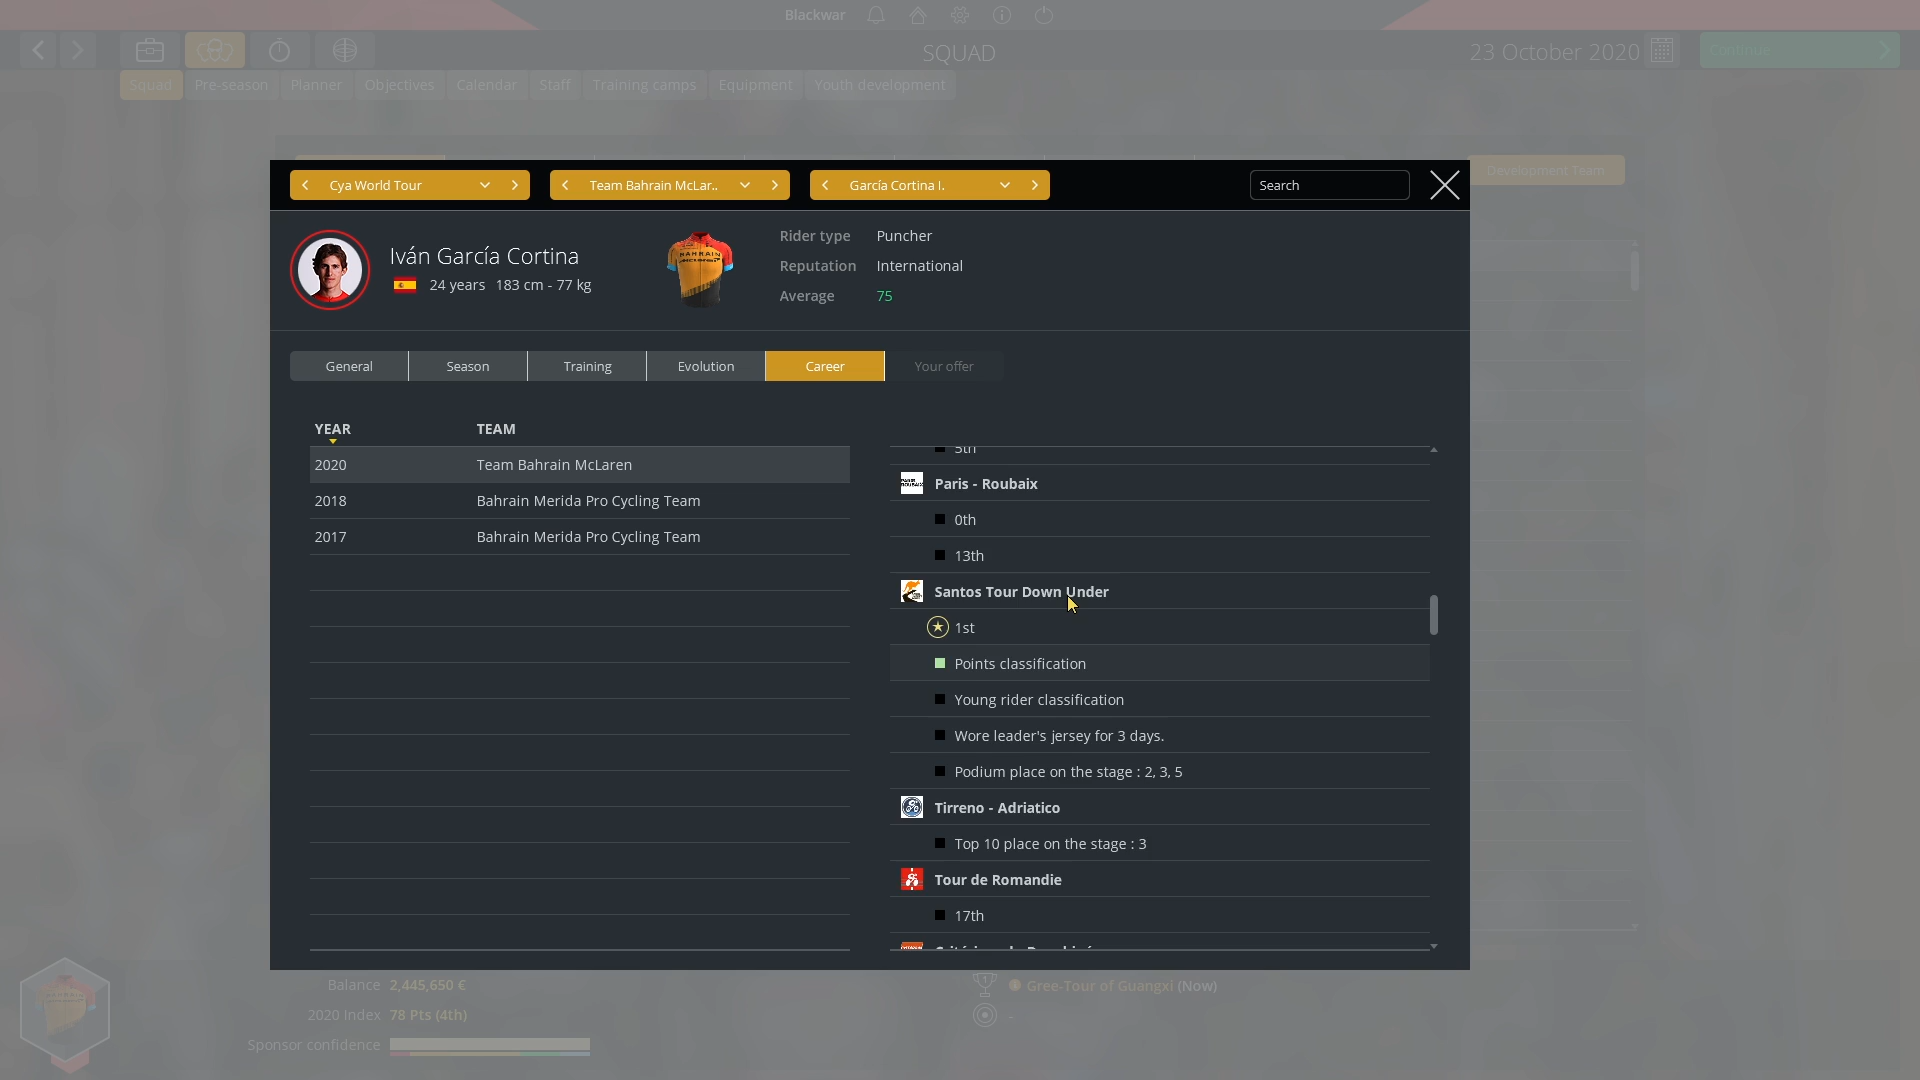 Blackwar
SQUAD
23 October 2020
Continue
Squad
Pre-season
Planner
Objectives
Calendar
Staff
Training camps
Equipment
Youth development
Development Team
Cya World Tour
Team Bahrain McLar..
García Cortina I.
Search
Iván García Cortina
24 years 183 cm - 77 kg
BAHRAIN
Rider type Puncher
Reputation International
Average 75
General
Season
Training
Evolution
Career
Your offer
YEAR TEAM
2020 Team Bahrain McLaren
2018 Bahrain Merida Pro Cycling Team
2017 Bahrain Merida Pro Cycling Team
5th
Paris - Roubaix
0th
13th
Santos Tour Down Under
1st
Points classification
Young rider classification
Wore leader's jersey for 3 days.
Podium place on the stage : 2, 3, 5
Tirreno - Adriatico
Top 10 place on the stage : 3
Tour de Romandie
17th
Balance 2,445,650 €
2020 Index 78 Pts (4th)
Sponsor confidence
Gree-Tour of Guangxi (Now)
-